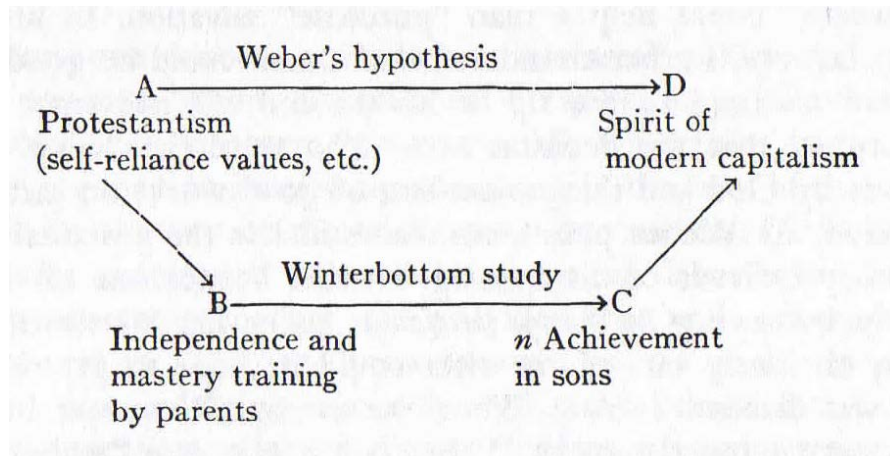 Weber's hypothesis
A D
Protestantism
(self-reliance values, etc.)
Spirit of
modern capitalism
Winterbottom study
B C
Independence and
mastery training
by parents
n Achievement
in sons